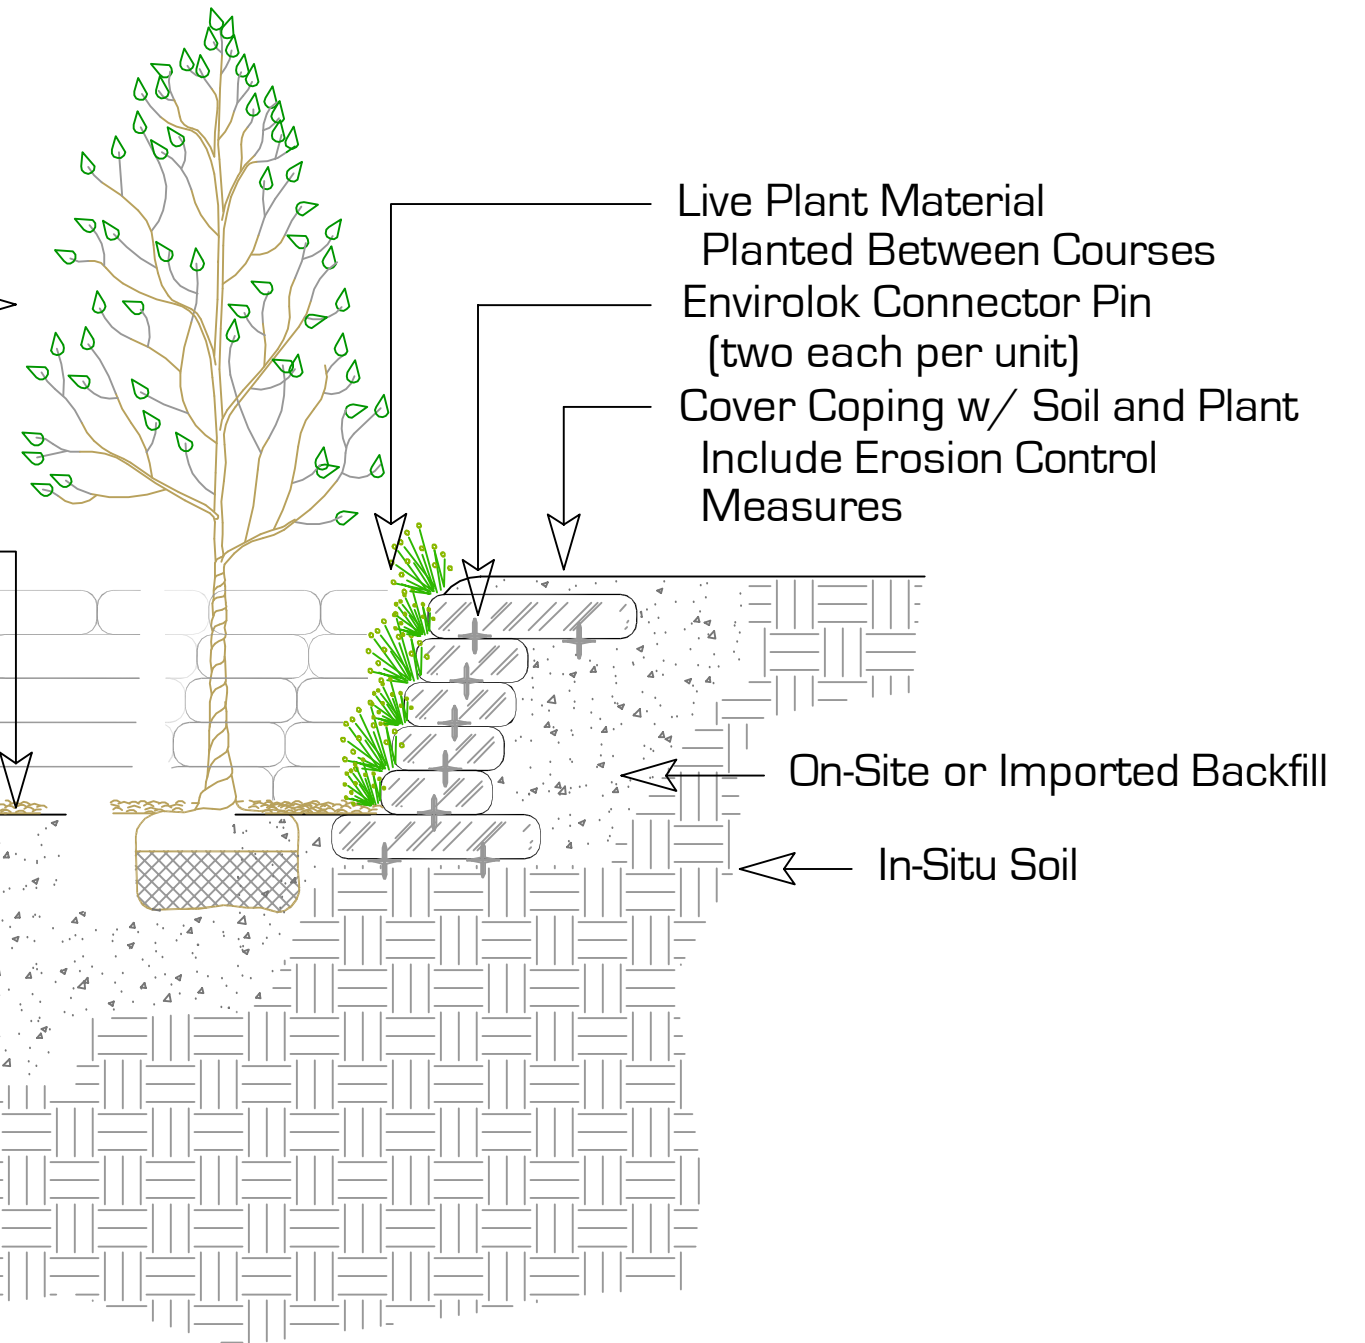 Live Plant Material
Planted Between Courses
Envirolok Connector Pin
(two each per unit)
Cover Coping w/ Soil and Plant
Include Erosion Control
Measures
On-Site or Imported Backfill
In-Situ Soil